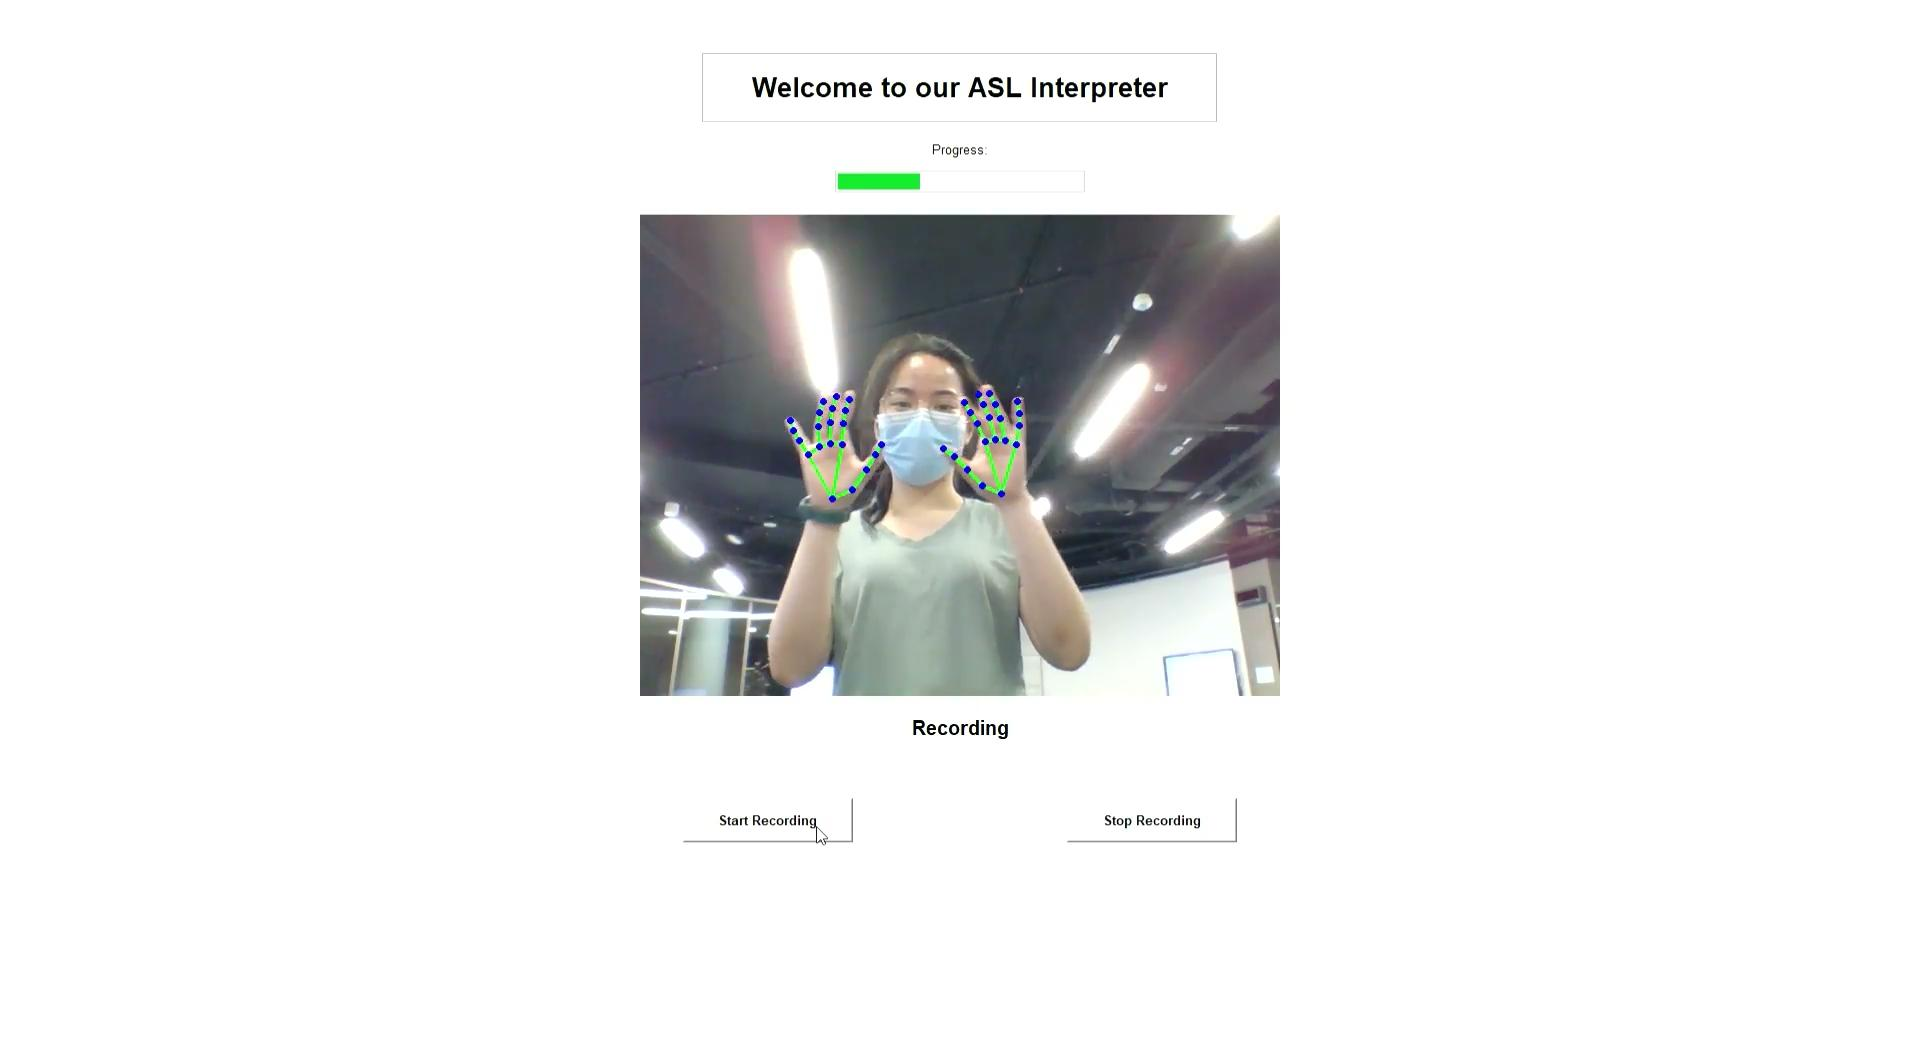 Welcome to our ASL Interpreter
Progress:
Recording
Start Recording
Stop Recording